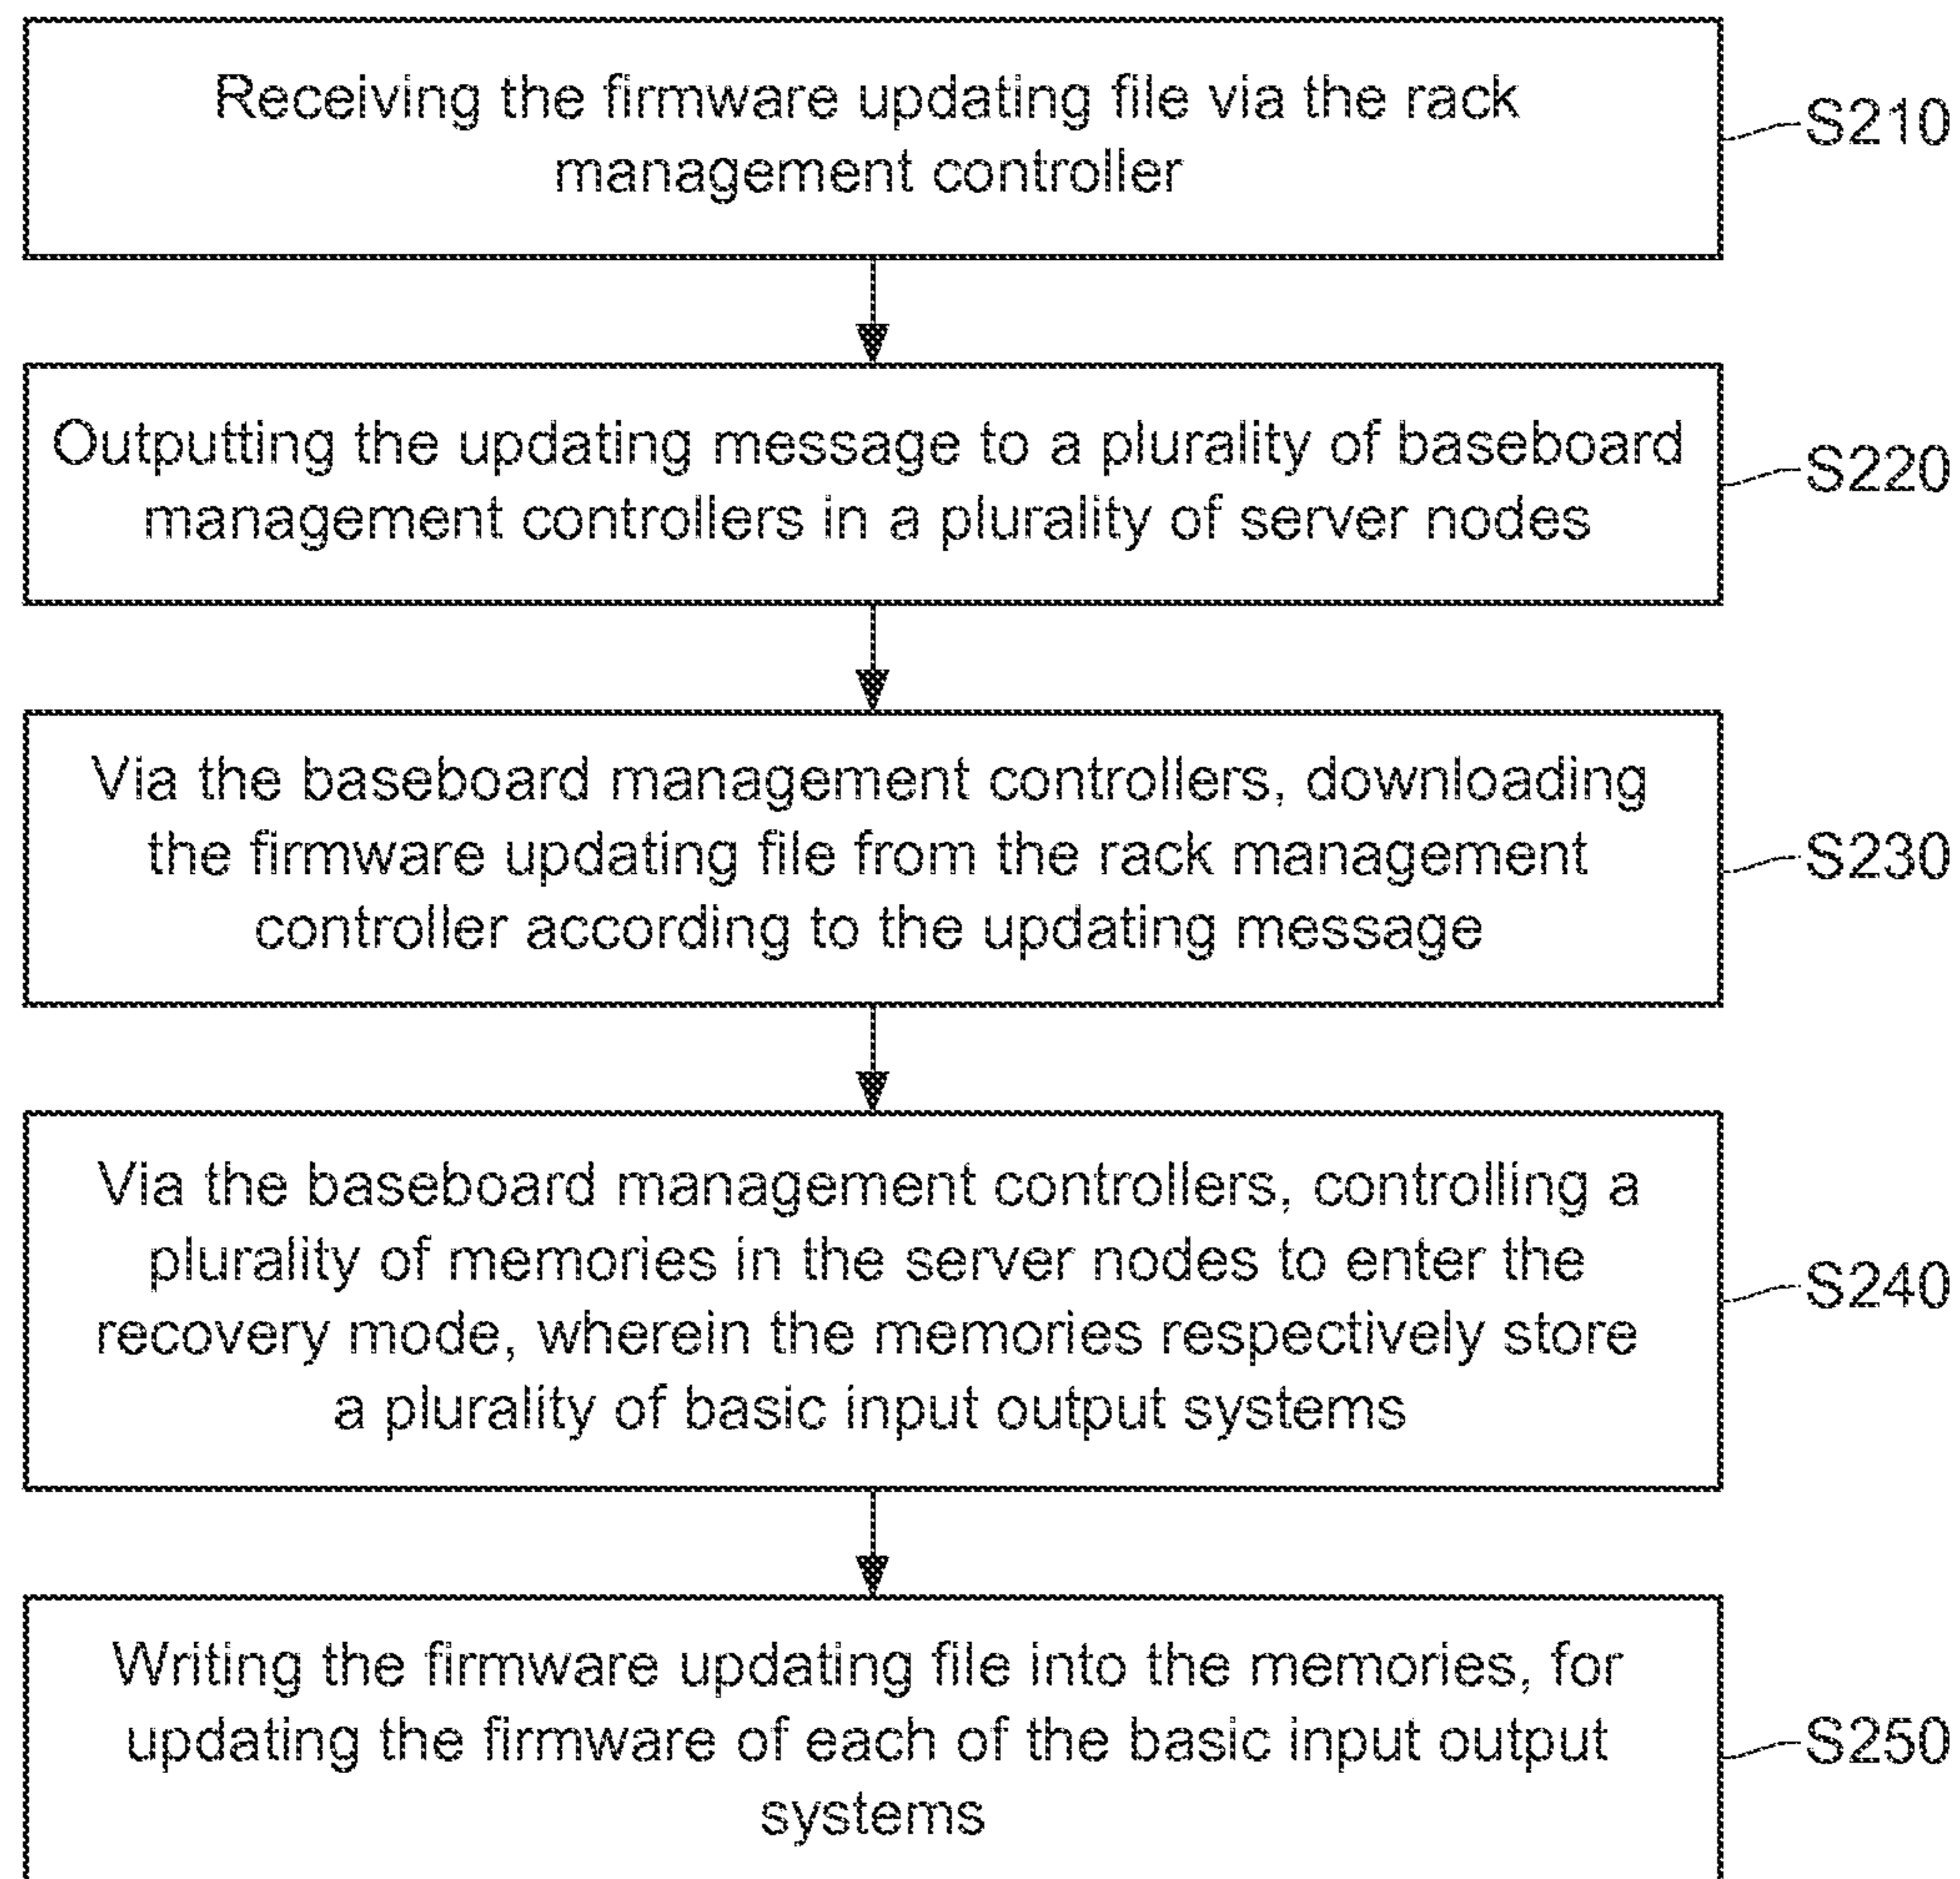 Receiving the firmware updating file via the rack
management controller
S210
Outputting the updating message to a plurality of baseboard
management controllers in a plurality of server nodes
S220
Via the baseboard management controllers, downloading
the firmware updating file from the rack management
controller according to the updating message
S230
Via the baseboard management controllers, controlling a
plurality of memories in the server nodes to enter the
recovery mode, wherein the memories respectively store
a plurality of basic input output systems
S240
Writing the firmware updating file into the memories, for
updating the firmware of each of the basic input output
systems
S250